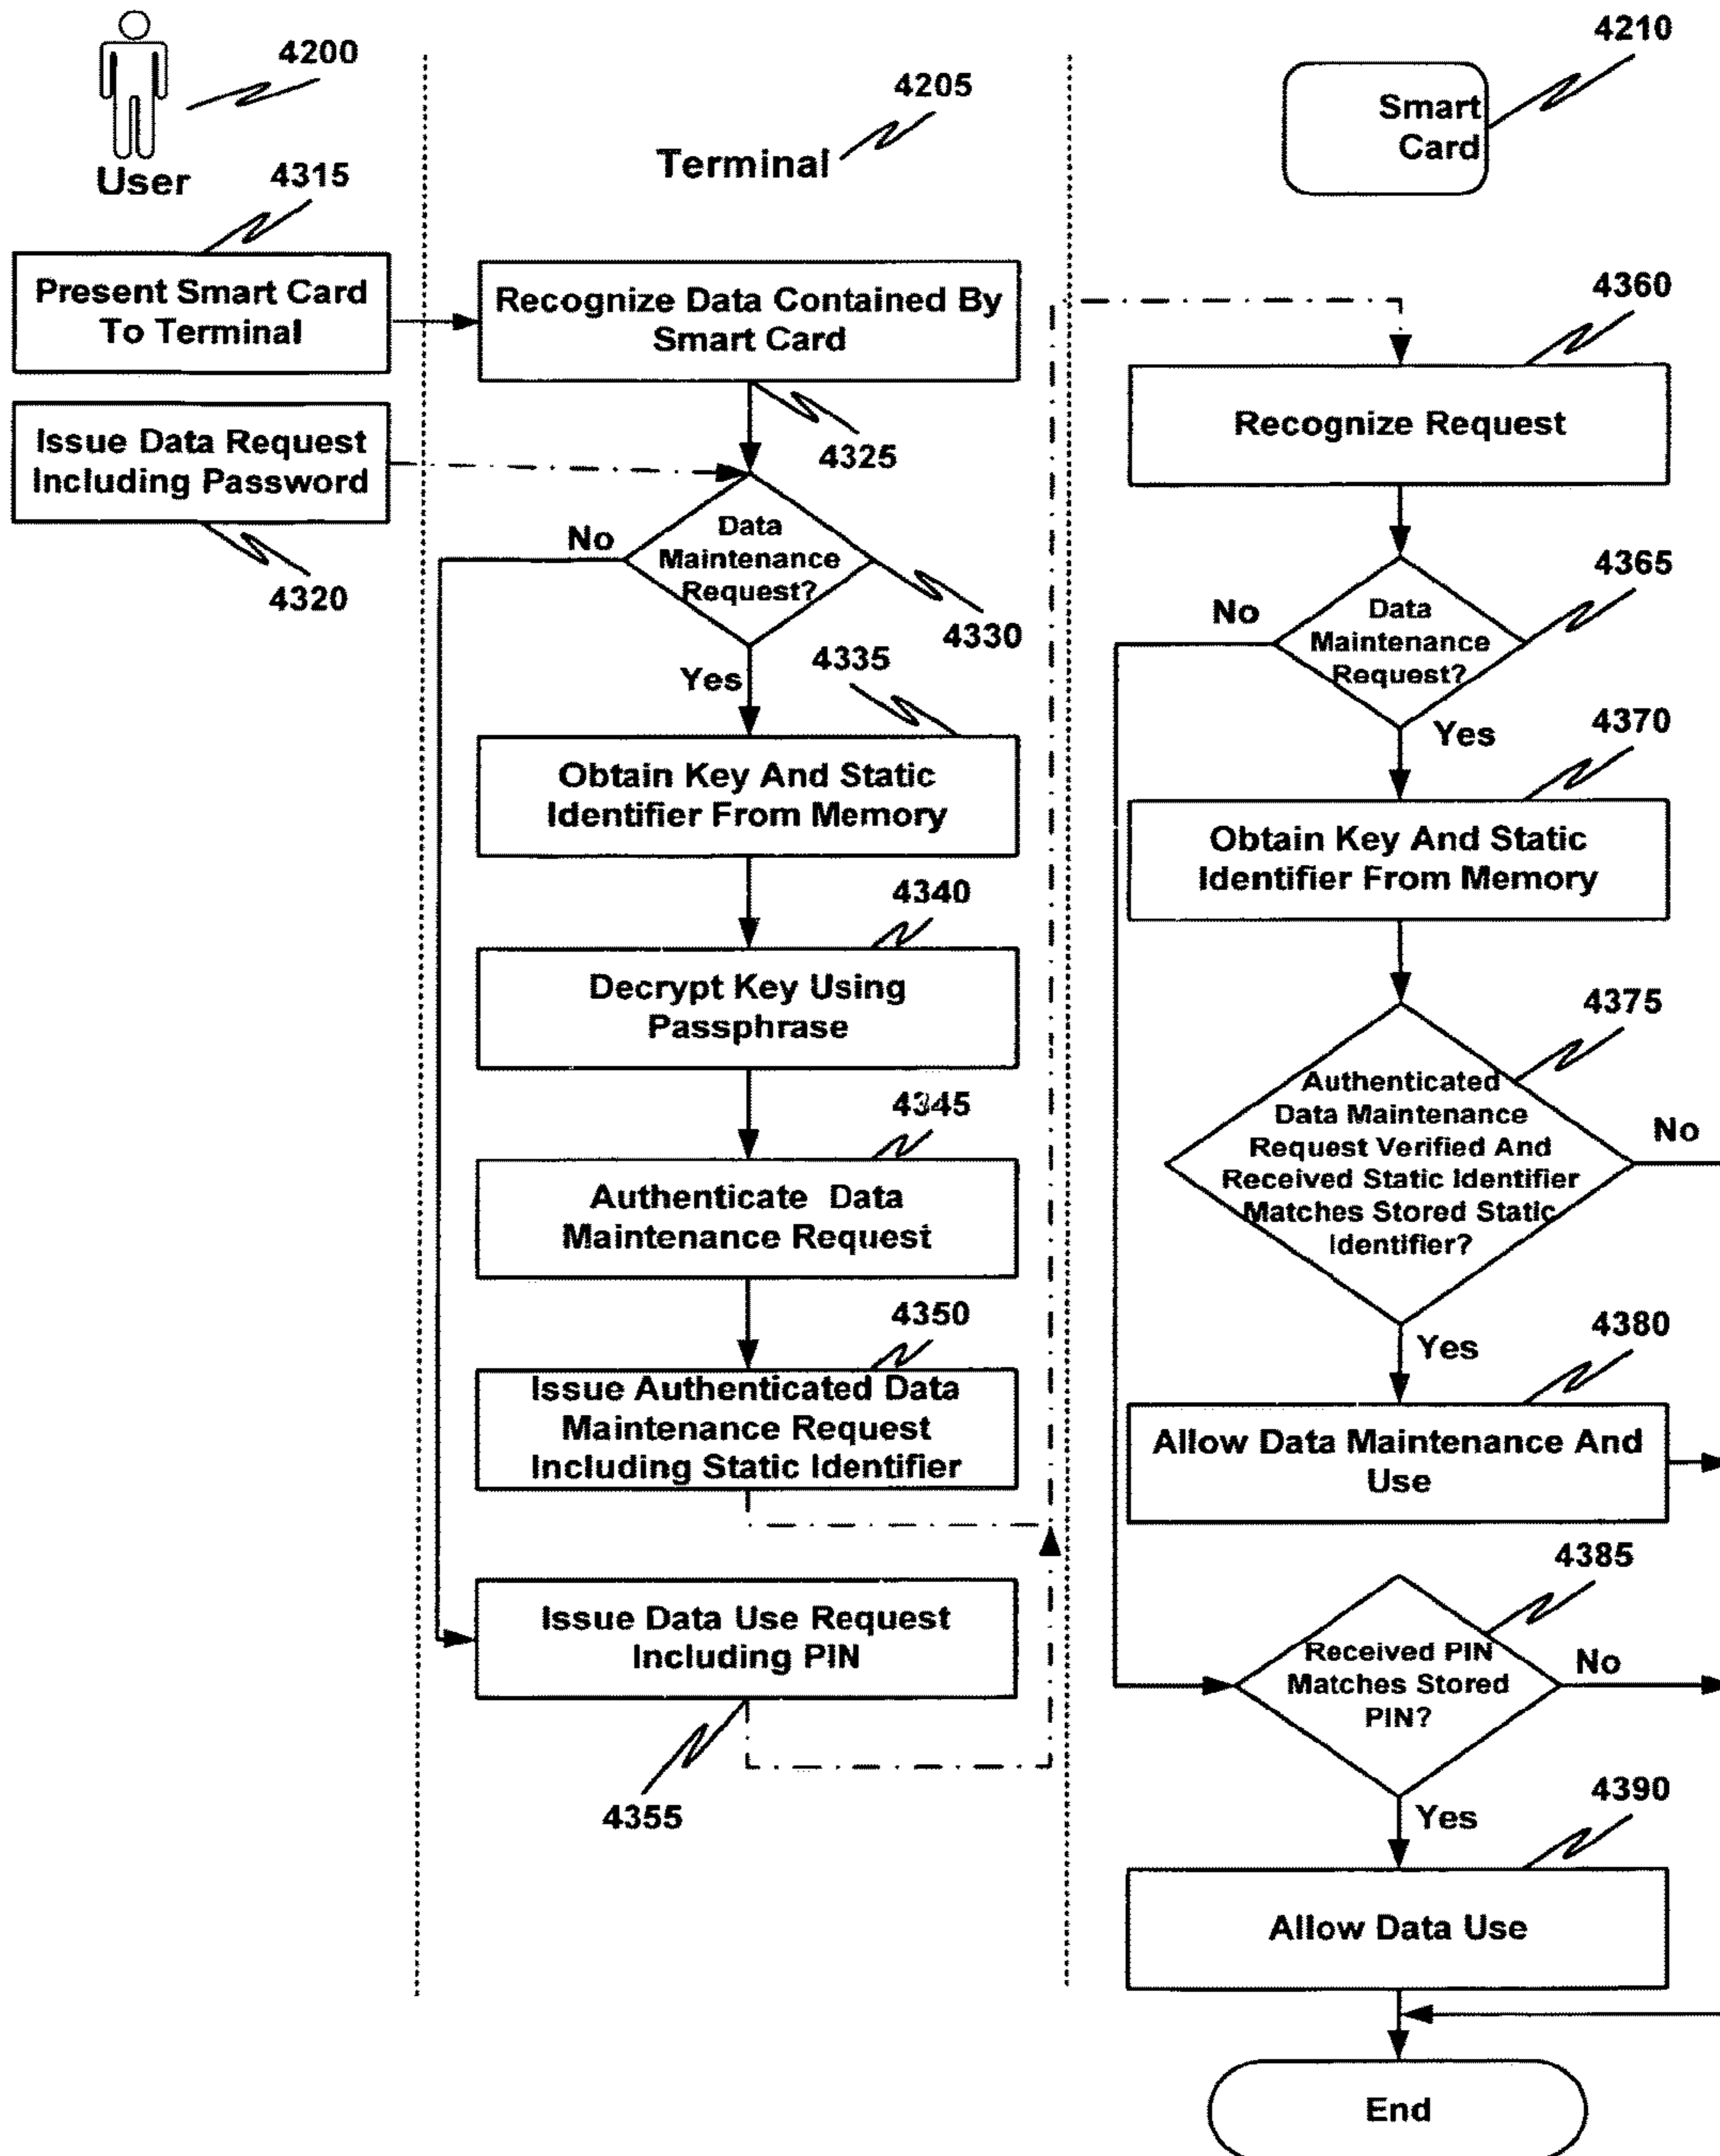 4200
User
4205
Terminal
4210
Smart
Card
4315
Present Smart Card
To Terminal
Issue Data Request
Including Password
4320
Recognize Data Contained By
Smart Card
4325
Data
Maintenance
Request?
No
Yes
4330
4335
Obtain Key And Static
Identifier From Memory
4340
Decrypt Key Using
Passphrase
4345
Authenticate Data
Maintenance Request
4350
Issue Authenticated Data
Maintenance Request
Including Static Identifier
Issue Data Use Request
Including PIN
4355
4360
Recognize Request
4365
Data
Maintenance
Request?
No
Yes
4370
Obtain Key And Static
Identifier From Memory
4375
Authenticated
Data Maintenance
Request Verified And
Received Static Identifier
Matches Stored Static
Identifier?
No
Yes
4380
Allow Data Maintenance And
Use
4385
Received PIN
Matches Stored
PIN?
No
Yes
4390
Allow Data Use
End